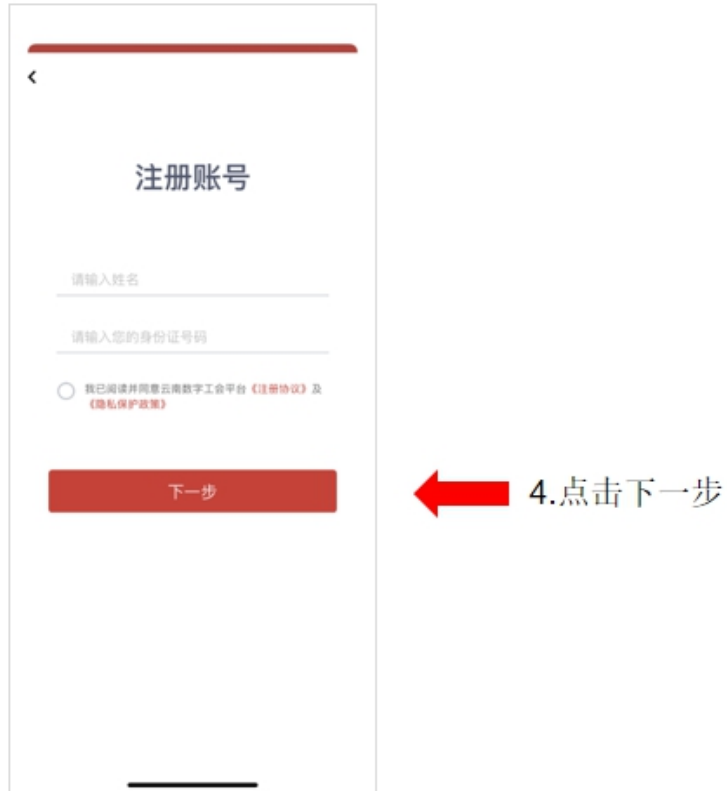 注册账号
请输入姓名
请输入您的身份证号码
我已阅读并同意云南数字工会平台《注册协议》及
《隐私保护政策》
下一步
4.点击下一步